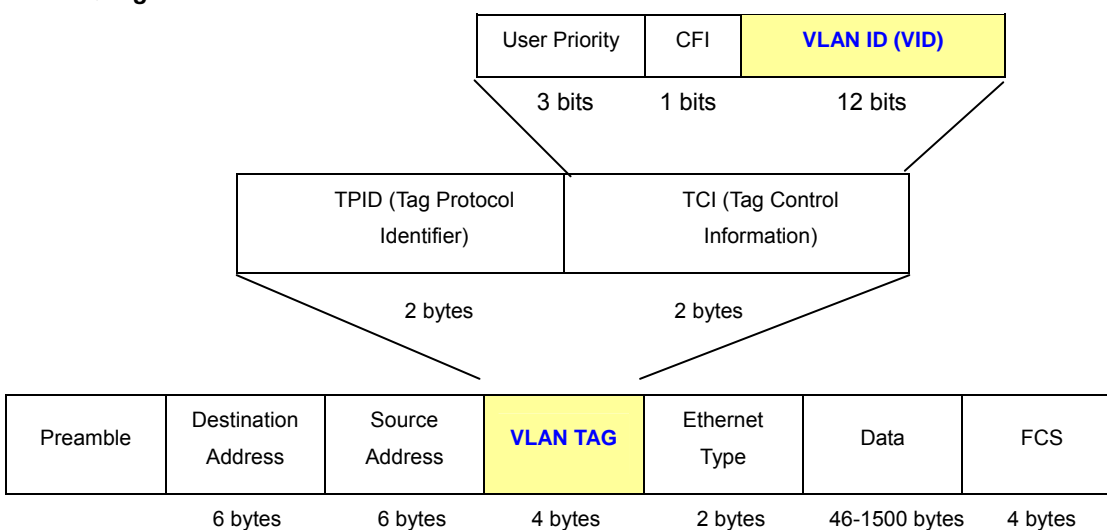 User Priority CFI VLAN ID (VID)
3 bits 1 bits 12 bits
TPID (Tag Protocol
Identifier)
TCI (Tag Control
Information)
2 bytes 2 bytes
Preamble
Destination
Address
Source
Address
VLAN TAG
Ethernet
Type
Data
FCS
6 bytes 6 bytes 4 bytes 2 bytes 46-1500 bytes 4 bytes